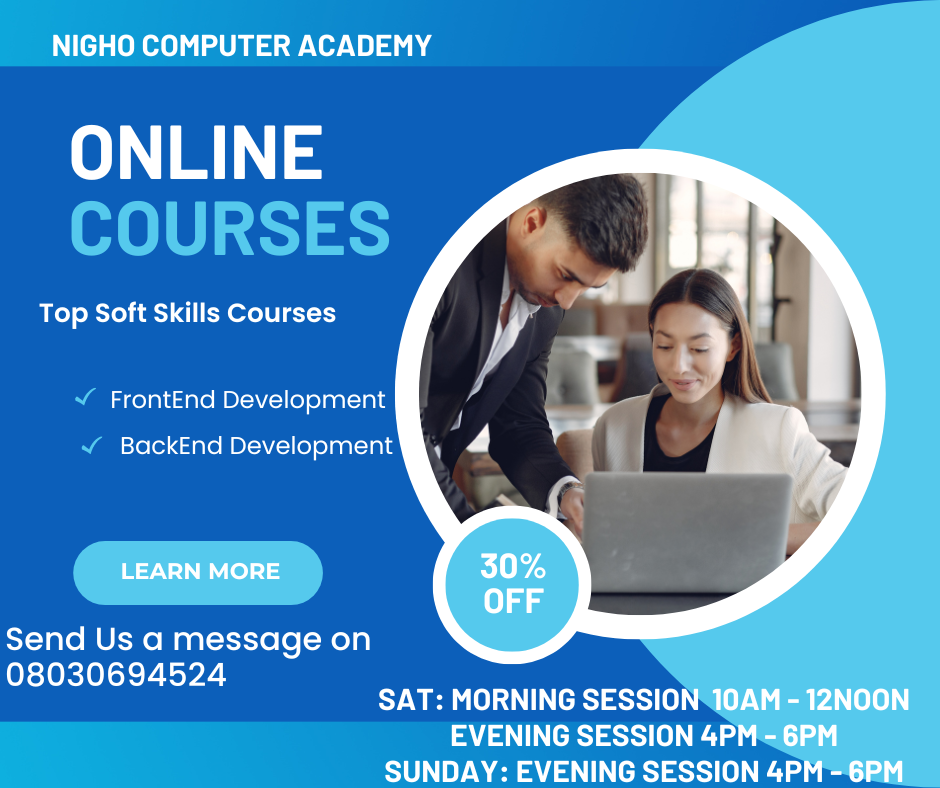 NIGHO COMPUTER ACADEMY
ONLINE
COURSES
Top Soft Skills Courses
FrontEnd Development
BackEnd Development
LEARN MORE
Send Us a message on
08030694524
30%
OFF
SAT: MORNING SESSION 10AM - 12NOON
EVENING SESSION 4PM - 6PM
SUNDAY: EVENING SESSION 4PM - 6PM